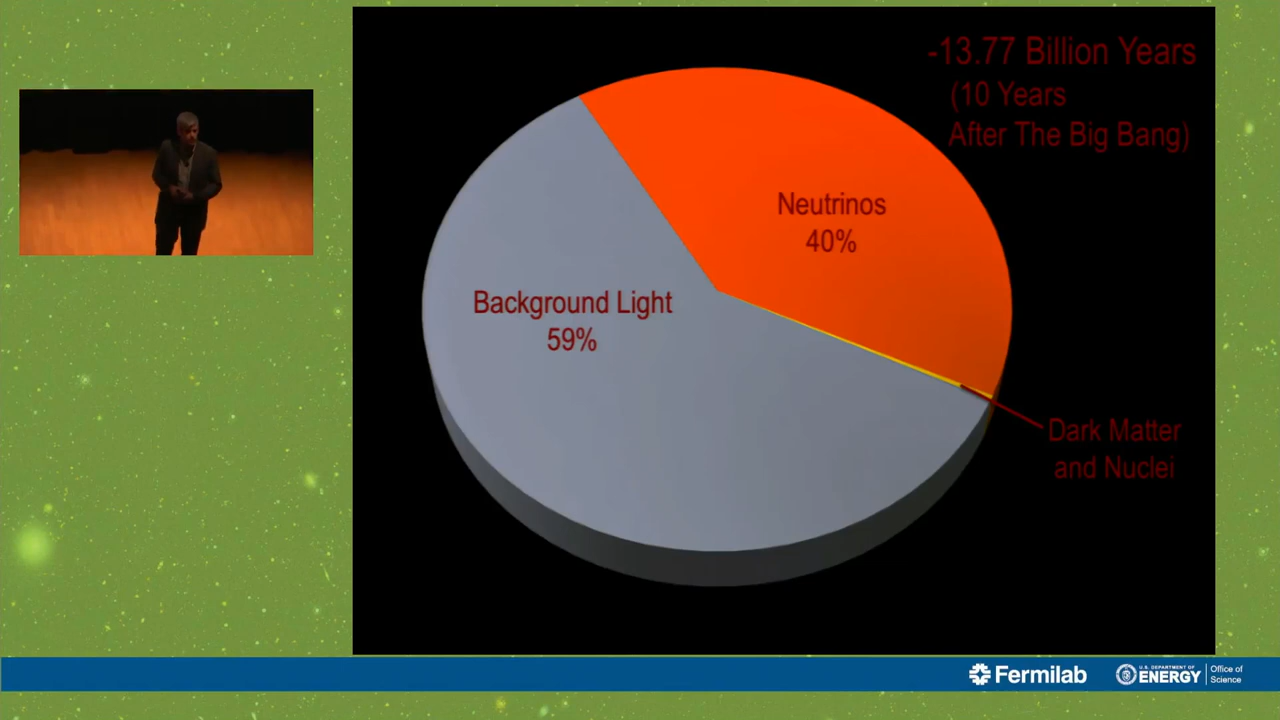 -13.77 Billion Years
(10 Years
After The Big Bang)
Neutrinos
40%
Background Light
59%
Dark Matter
and Nuclei
Fermilab
U.S. DEPARTMENT OF
ENERGY
Office of
Science